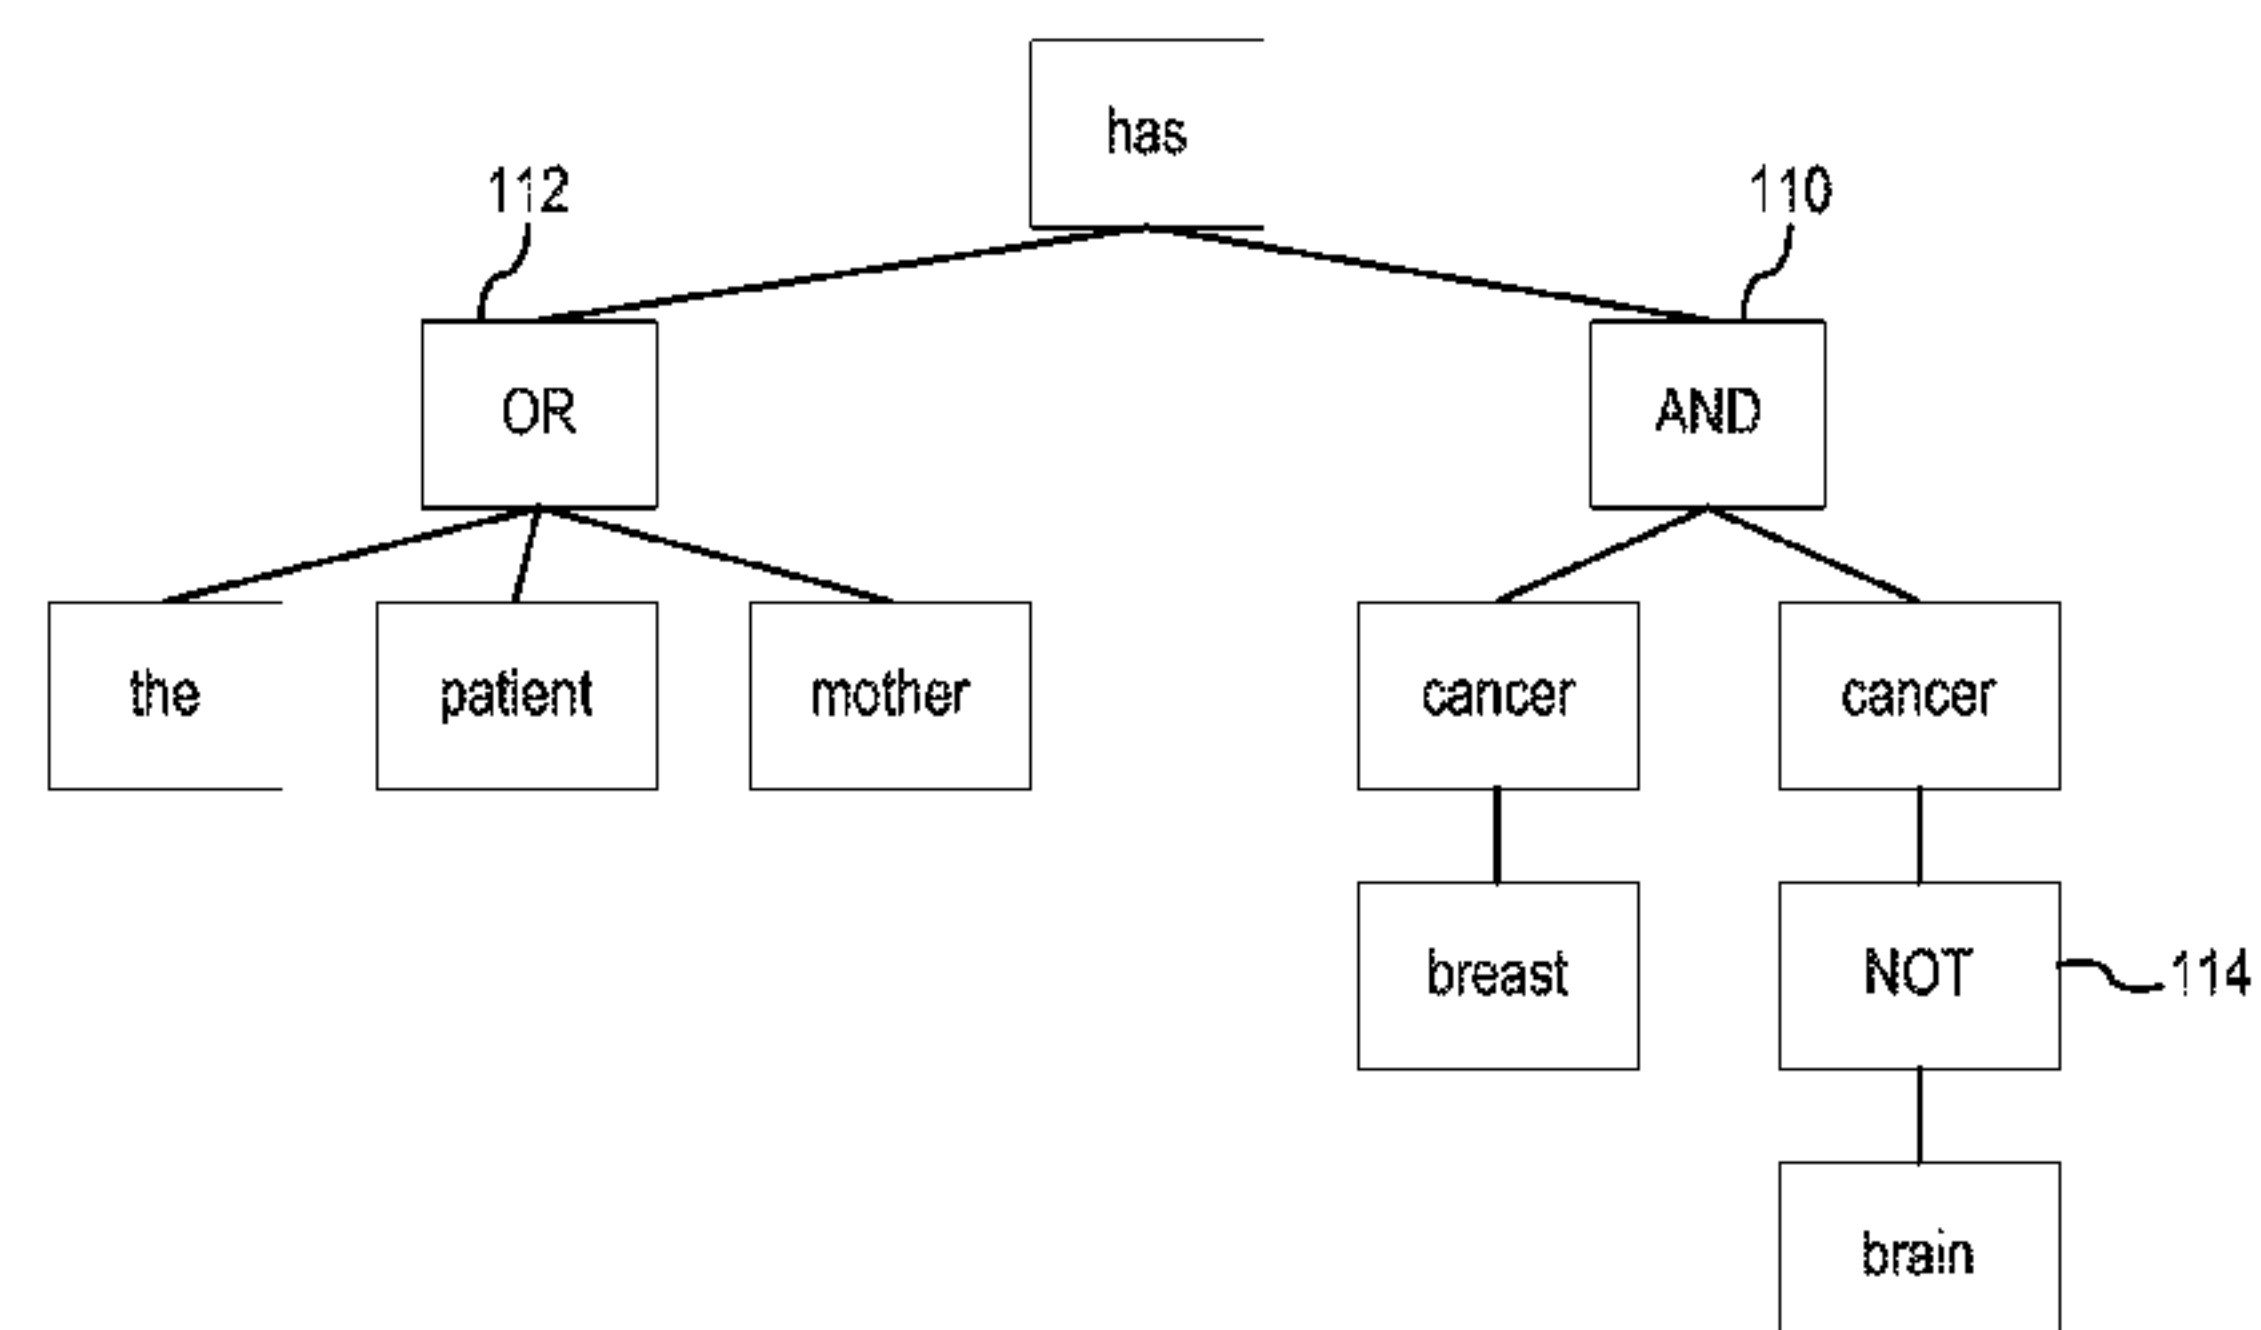 has
112
110
OR
AND
the
patient
mother
cancer
cancer
breast
NOT
114
brain